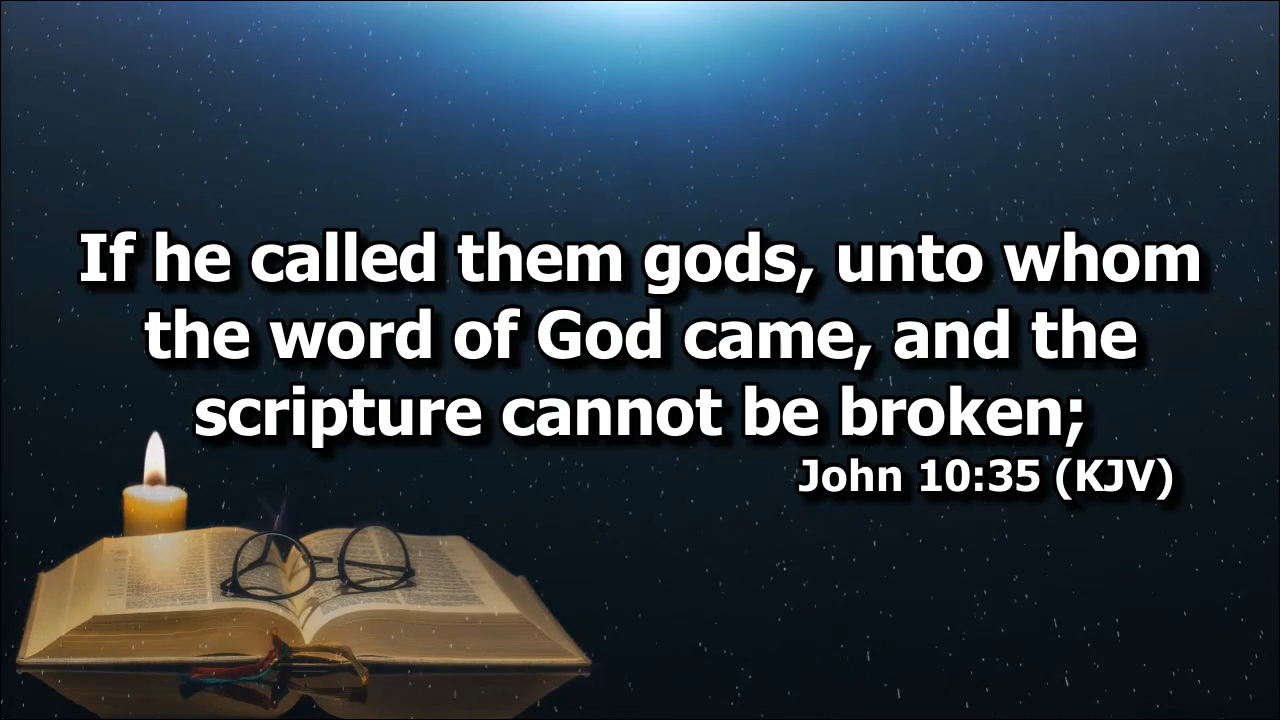 If he called them gods, unto whom
the word of God came, and the
scripture cannot be broken;
John 10:35 (KJV)